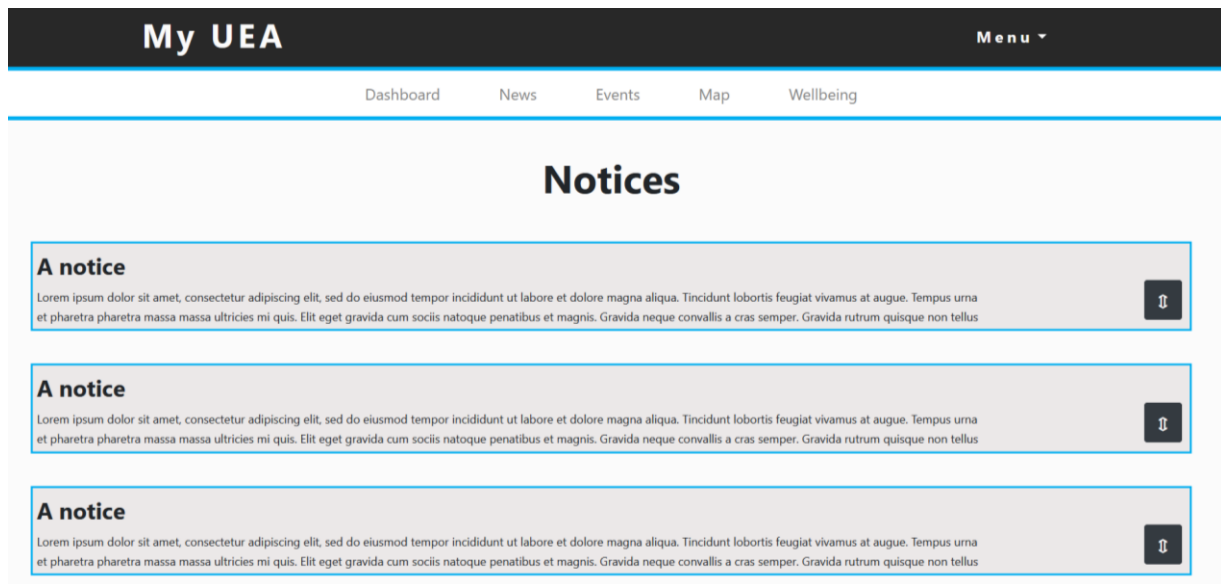 My UEA
Menu
Dashboard News Events Map Wellbeing
Notices
A notice
Lorem ipsum dolor sit amet, consectetur adipiscing elit, sed do eiusmod tempor incididunt ut labore et dolore magna aliqua. Tincidunt lobortis feugiat vivamus at augue. Tempus urna
et pharetra pharetra massa massa ultricies mi quis. Elit eget gravida cum sociis natoque penatibus et magnis. Gravida neque convallis a cras semper. Gravida rutrum quisque non tellus
A notice
Lorem ipsum dolor sit amet, consectetur adipiscing elit, sed do eiusmod tempor incididunt ut labore et dolore magna aliqua. Tincidunt lobortis feugiat vivamus at augue. Tempus urna
et pharetra pharetra massa massa ultricies mi quis. Elit eget gravida cum sociis natoque penatibus et magnis. Gravida neque convallis a cras semper. Gravida rutrum quisque non tellus
A notice
Lorem ipsum dolor sit amet, consectetur adipiscing elit, sed do eiusmod tempor incididunt ut labore et dolore magna aliqua. Tincidunt lobortis feugiat vivamus at augue. Tempus urna
et pharetra pharetra massa massa ultricies mi quis. Elit eget gravida cum sociis natoque penatibus et magnis. Gravida neque convallis a cras semper. Gravida rutrum quisque non tellus